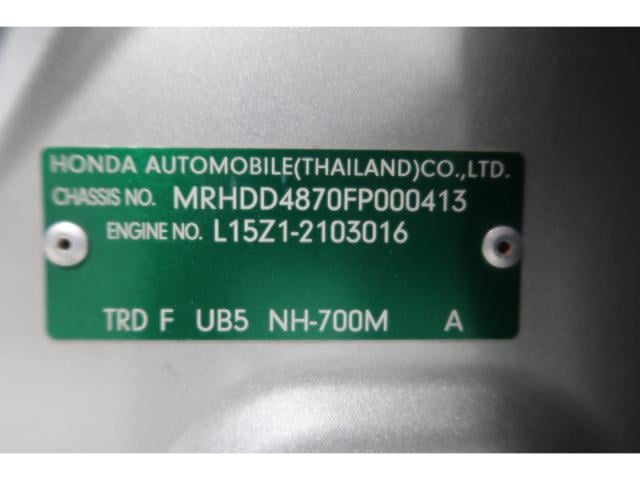 HONDA AUTOMOBILE(THAILAND)CO.,LTD.
CHASSIS NO. MRHDD4870FP000413
ENGINE NO. L15Z1-2103016
TRD F UB5 NH-700M A